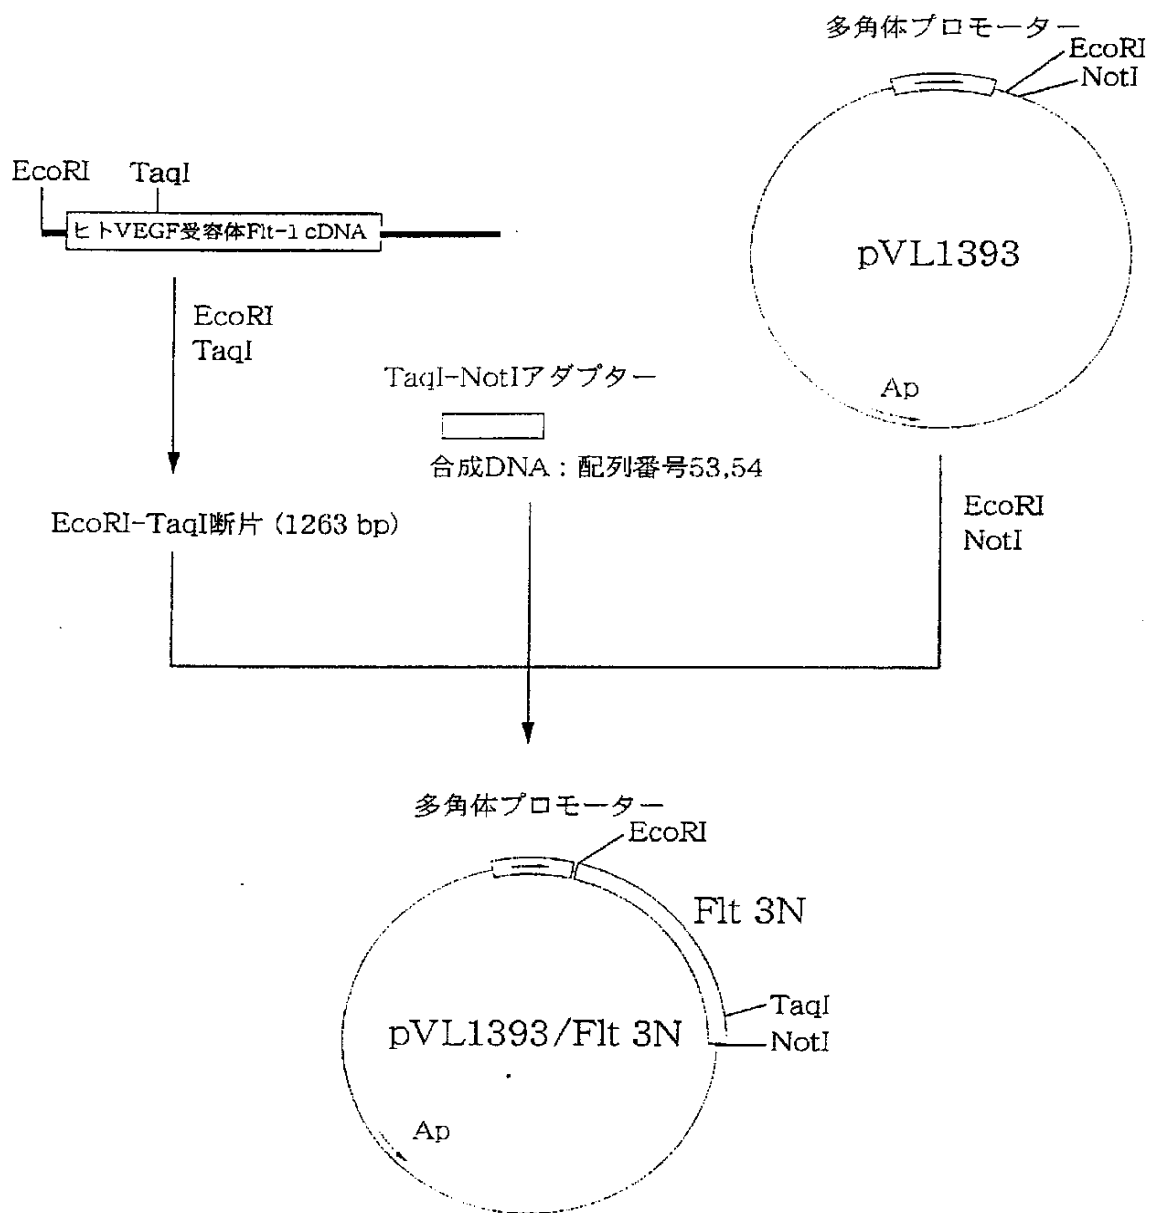 多角体プロモーター
EcoRI
NotI
EcoRI
TaqI
ヒトVEGF受容体Flt-1 cDNA
pVL1393
EcoRI
TaqI
TaqI-NotIアダプター
Ap
合成DNA：配列番号53,54
EcoRI-TaqI断片 (1263 bp)
EcoRI
NotI
多角体プロモーター
EcoRI
Flt 3N
TaqI
pVL1393/Flt 3N
NotI
Ap